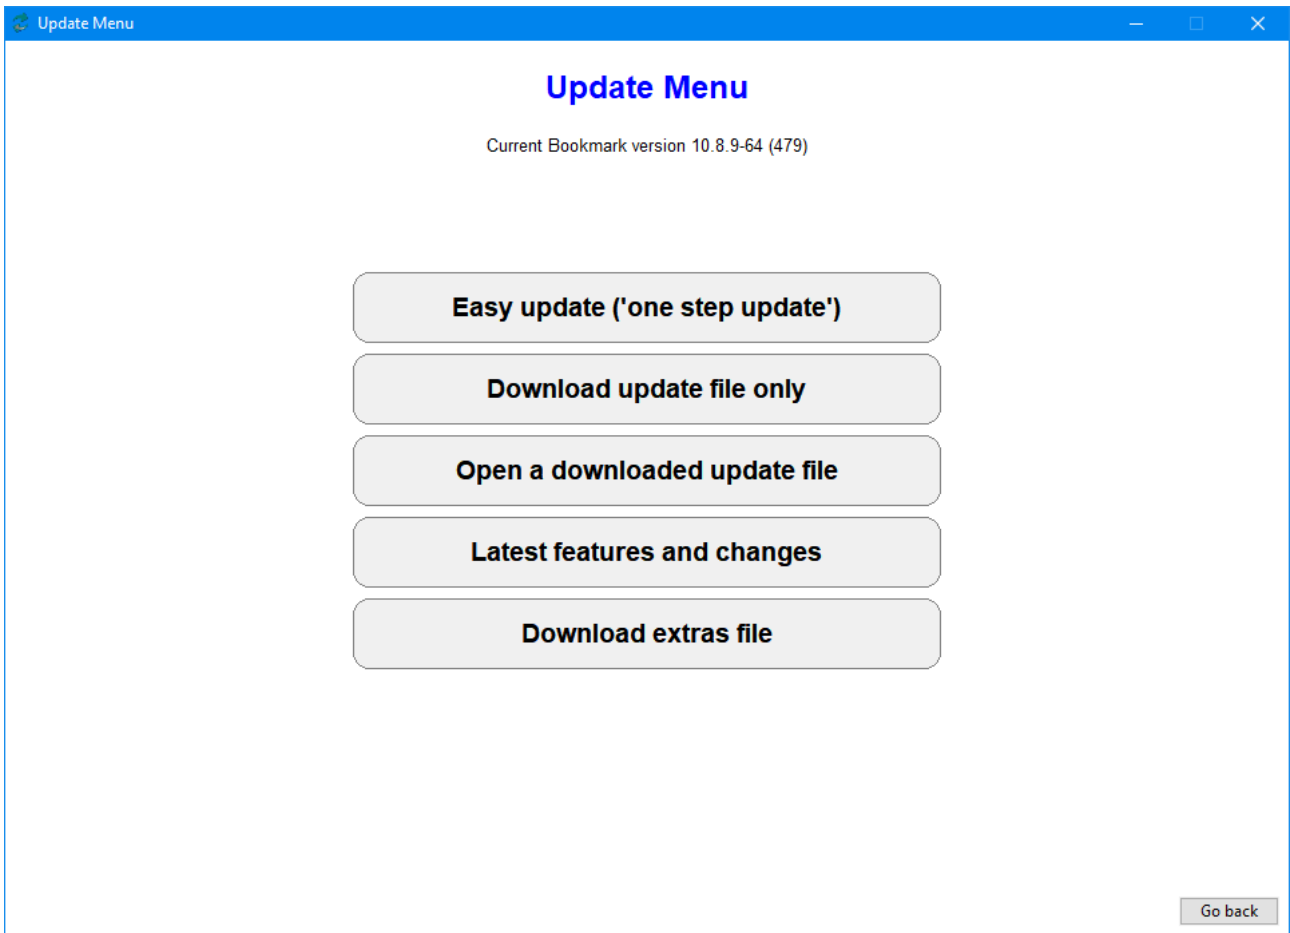 Update Menu
Update Menu
Current Bookmark version 10.8.9-64 (479)
Easy update ('one step update')
Download update file only
Open a downloaded update file
Latest features and changes
Download extras file
Go back